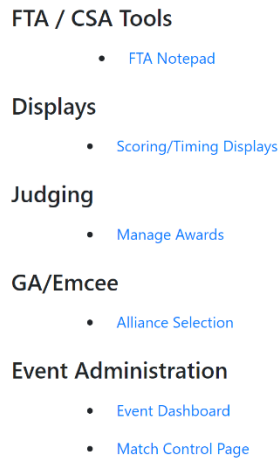 FTA / CSA Tools
• FTA Notepad
Displays
• Scoring/Timing Displays
Judging
• Manage Awards
GA/Emcee
• Alliance Selection
Event Administration
• Event Dashboard
• Match Control Page